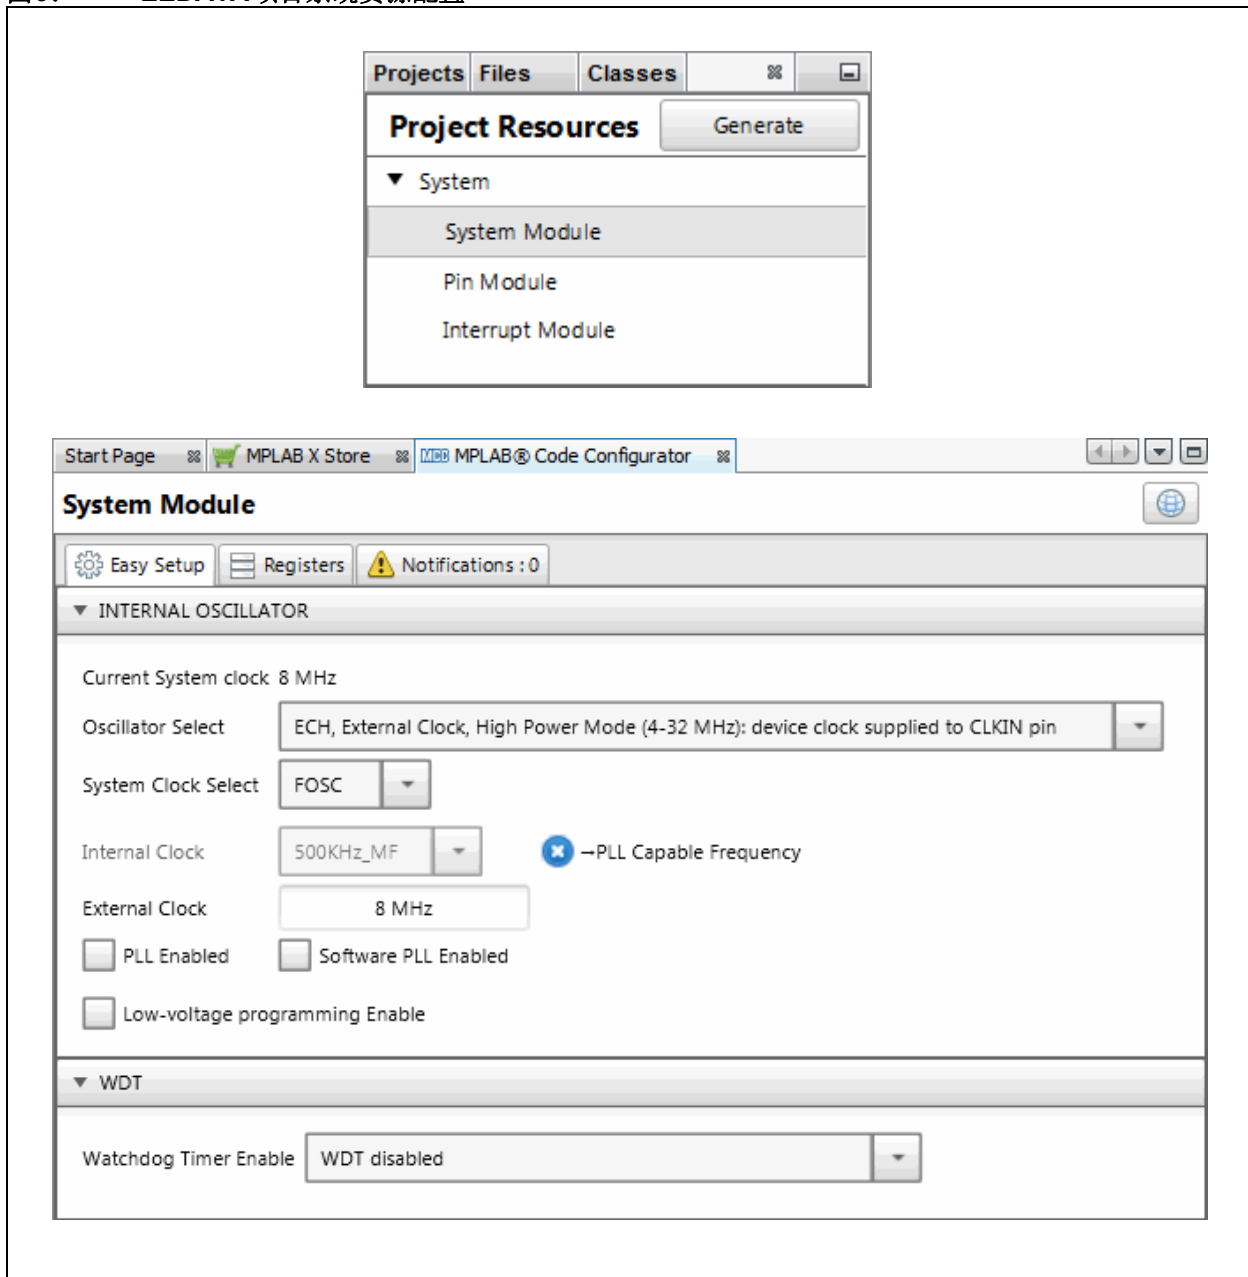 Projects Files Classes
Project Resources Generate
▼ System
System Module
Pin Module
Interrupt Module
Start Page MPLAB X Store MCC MPLAB® Code Configurator
System Module
Easy Setup Registers Notifications : 0
▼ INTERNAL OSCILLATOR
Current System clock 8 MHz
Oscillator Select ECH, External Clock, High Power Mode (4-32 MHz): device clock supplied to CLKIN pin
System Clock Select FOSC
Internal Clock 500KHz_MF →PLL Capable Frequency
External Clock 8 MHz
PLL Enabled Software PLL Enabled
Low-voltage programming Enable
▼ WDT
Watchdog Timer Enable WDT disabled